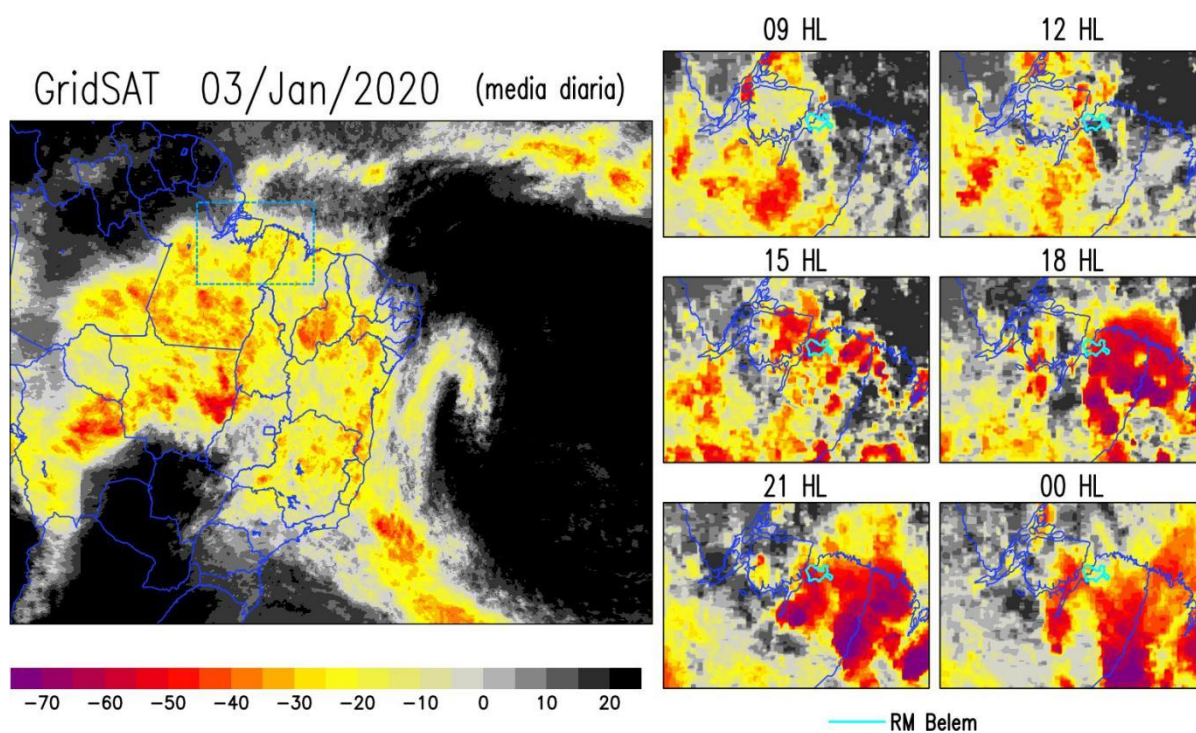 GridSAT 03/Jan/2020 (media diaria)
-70 -60 -50 -40 -30 -20 -10 0 10 20
09 HL 12 HL
15 HL 18 HL
21 HL 00 HL
RM Belem